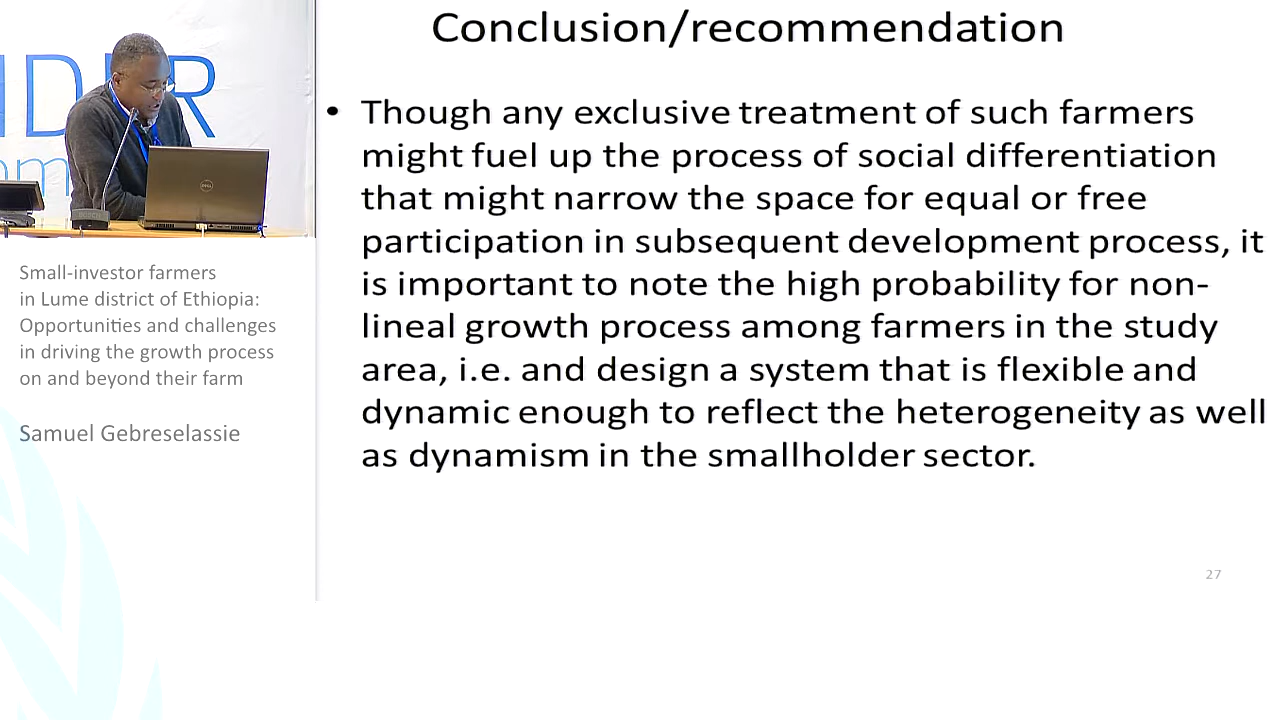 Conclusion/recommendation
• Though any exclusive treatment of such farmers
might fuel up the process of social differentiation
that might narrow the space for equal or free
participation in subsequent development process, it
is important to note the high probability for non-
lineal growth process among farmers in the study
area, i.e. and design a system that is flexible and
dynamic enough to reflect the heterogeneity as well
as dynamism in the smallholder sector.
27
Small-investor farmers
in Lume district of Ethiopia:
Opportunities and challenges
in driving the growth process
on and beyond their farm
Samuel Gebreselassie
DELL
BOSCH